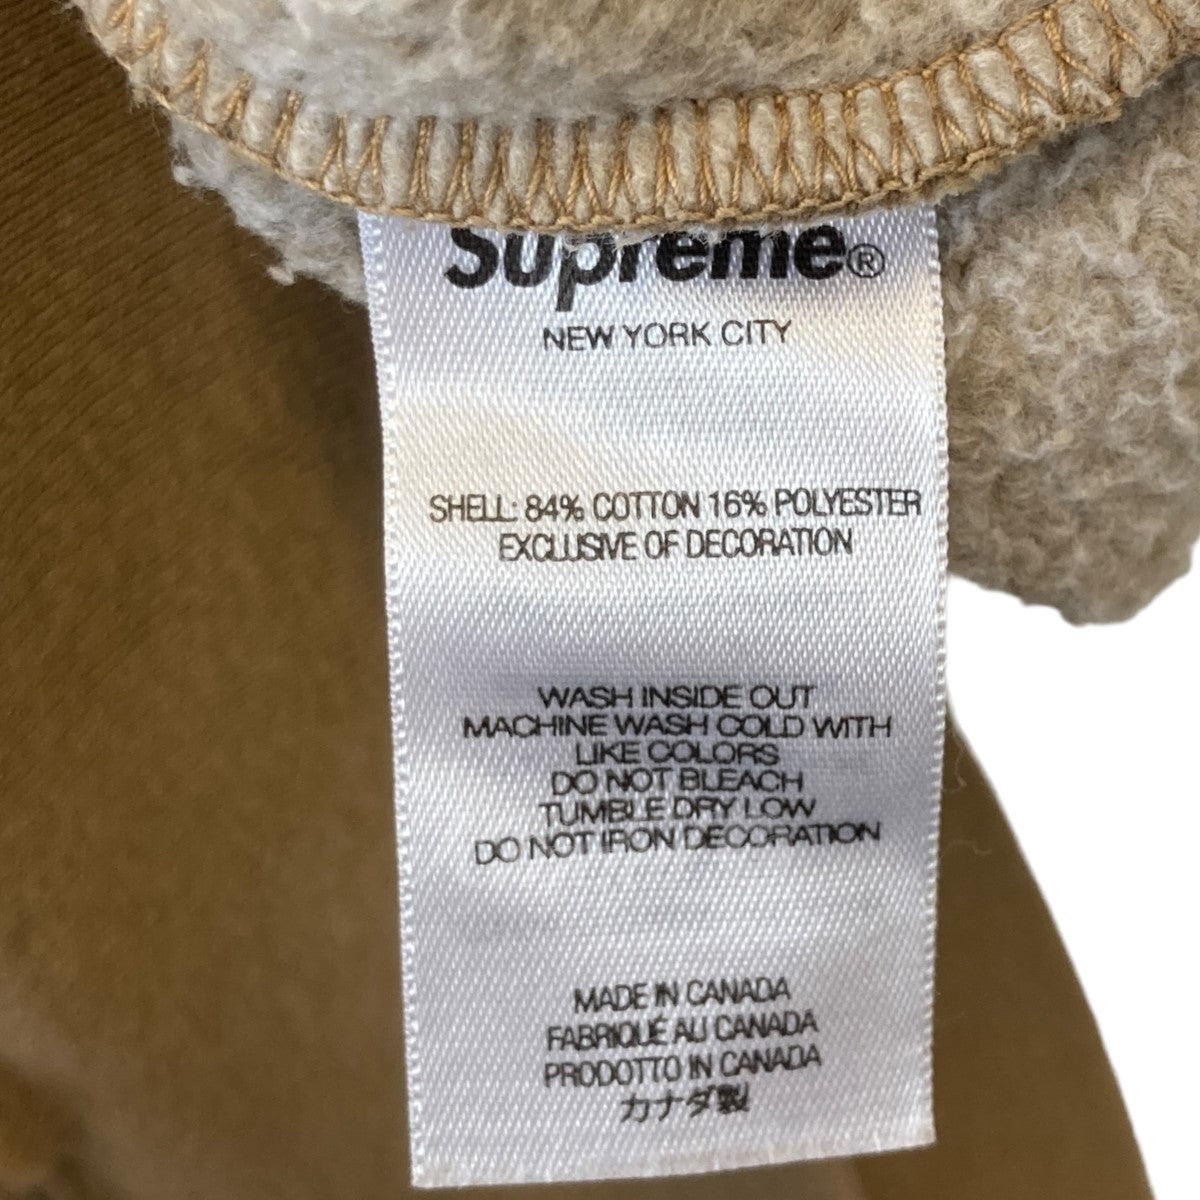 Supreme®
NEW YORK CITY
SHELL: 84% COTTON 16% POLYESTER
EXCLUSIVE OF DECORATION
WASH INSIDE OUT
MACHINE WASH COLD WITH
LIKE COLORS
DO NOT BLEACH
TUMBLE DRY LOW
DO NOT IRON DECORATION
MADE IN CANADA
FABRIQUÉ AU CANADA
PRODOTTO IN CANADA
カナダ製